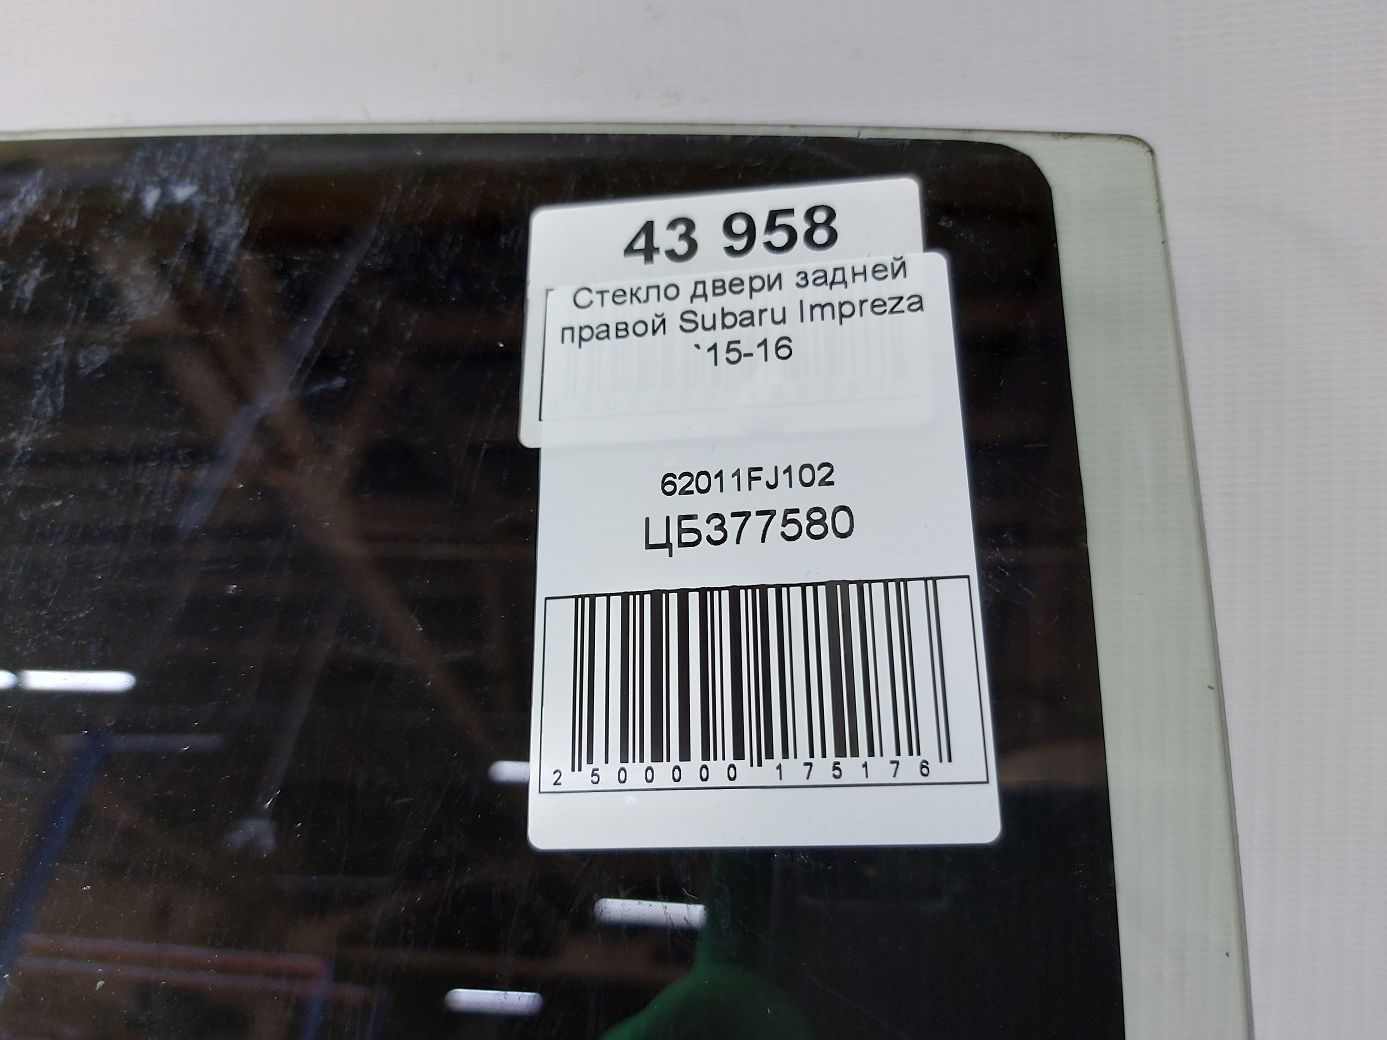 43 958
Стекло двери задней
правой Subaru Impreza
`15-16
62011FJ102
ЦБ377580
2 500000 175176